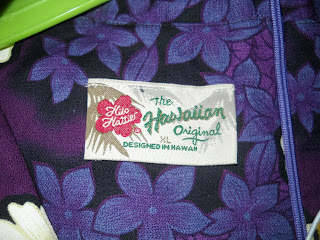 Hilo
Hattie
The
Hawaiian
Original
XL
DESIGNED IN HAWAII